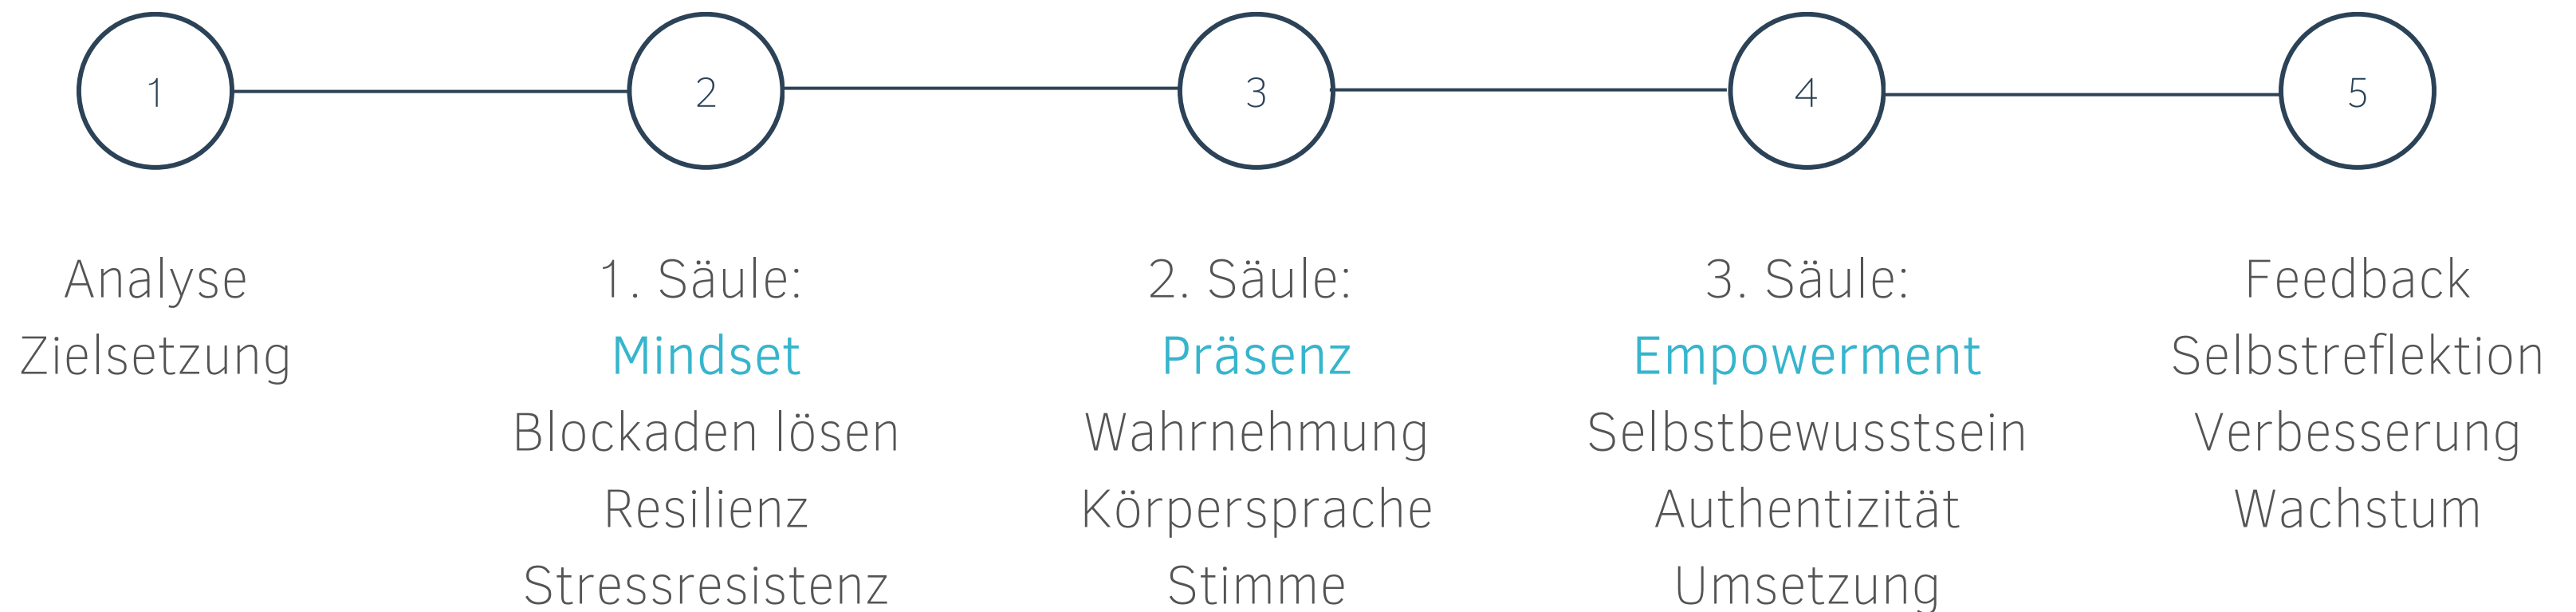 1
2
3
4
5
Analyse
Zielsetzung
1. Säule:
Mindset
Blockaden lösen
Resilienz
Stressresistenz
2. Säule:
Präsenz
Wahrnehmung
Körpersprache
Stimme
3. Säule:
Empowerment
Selbstbewusstsein
Authentizität
Umsetzung
Feedback
Selbstreflektion
Verbesserung
Wachstum